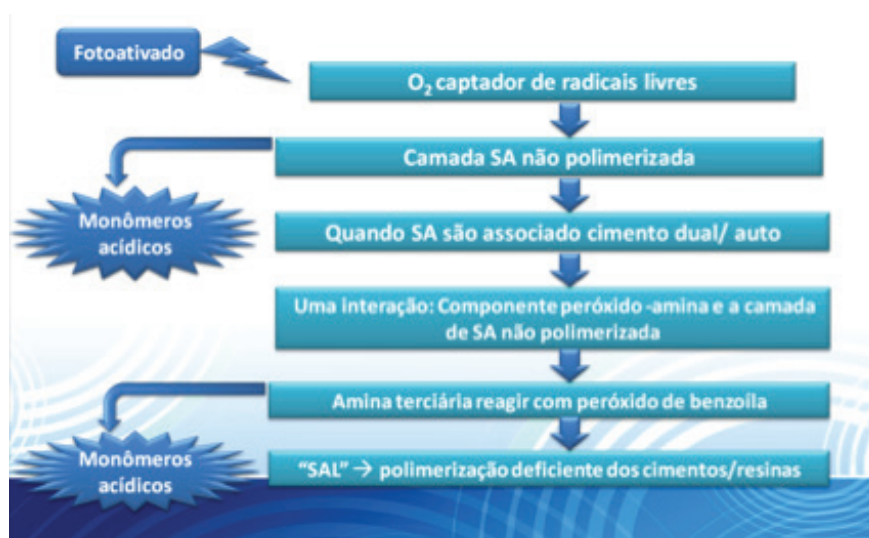 Fotoativado
O₂ captador de radicais livres
Camada SA não polimerizada
Monômeros
acídicos
Quando SA são associado cimento dual/ auto
Uma interação: Componente peróxido -amina e a camada
de SA não polimerizada
Amina terciária reagir com peróxido de benzoíla
Monômeros
acídicos
“SAL” → polimerização deficiente dos cimentos/resinas